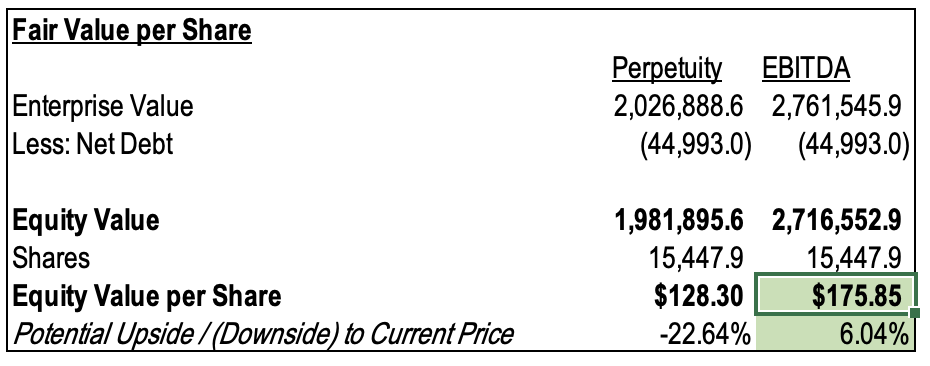 Fair Value per Share
Perpetuity EBITDA
Enterprise Value 2,026,888.6 2,761,545.9
Less: Net Debt (44,993.0) (44,993.0)
Equity Value 1,981,895.6 2,716,552.9
Shares 15,447.9 15,447.9
Equity Value per Share $128.30 $175.85
Potential Upside / (Downside) to Current Price -22.64% 6.04%